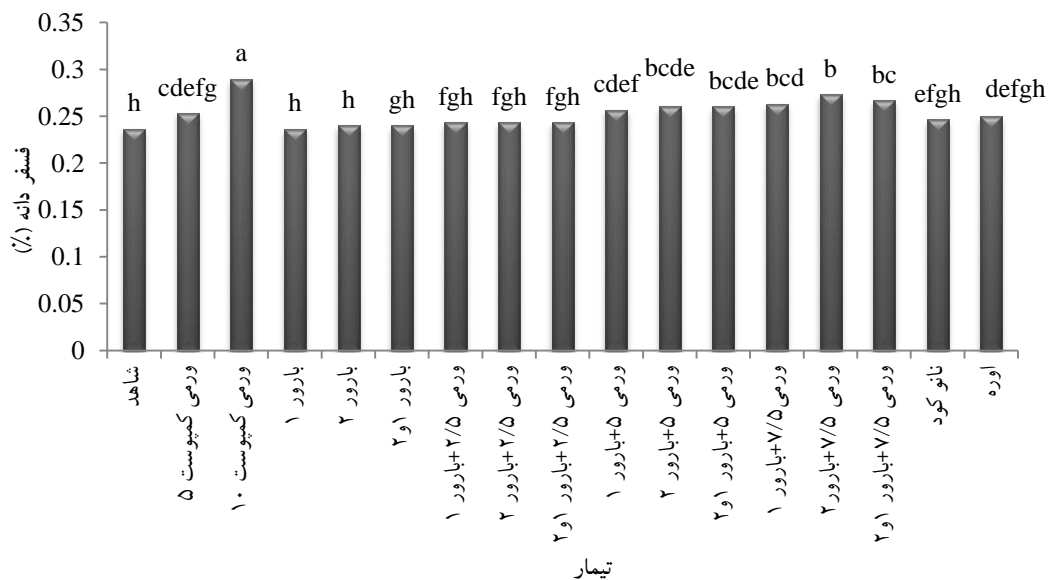 0.35
0.3
0.25
0.2
0.15
0.1
0.05
0
فسفر دانه (٪)
h
cdefg
a
h
h
gh
fgh
fgh
fgh
cdef
bcde
bcde
bcd
b
bc
efgh
defgh
شاهد
ورمی کمپوست ۵
ورمی کمپوست ۱۰
بارور ۱
بارور ۲
بارور ۱و۲
ورمی ۲/۵+بارور ۱
ورمی ۲/۵+بارور ۲
ورمی ۲/۵+بارور ۱و۲
ورمی ۵+بارور ۱
ورمی ۵+بارور ۲
ورمی ۵+بارور ۱و۲
ورمی۷/۵+بارور ۱
ورمی ۷/۵+بارور۲
ورمی ۷/۵+بارور ۱و۲
نانو کود
اوره
تیمار